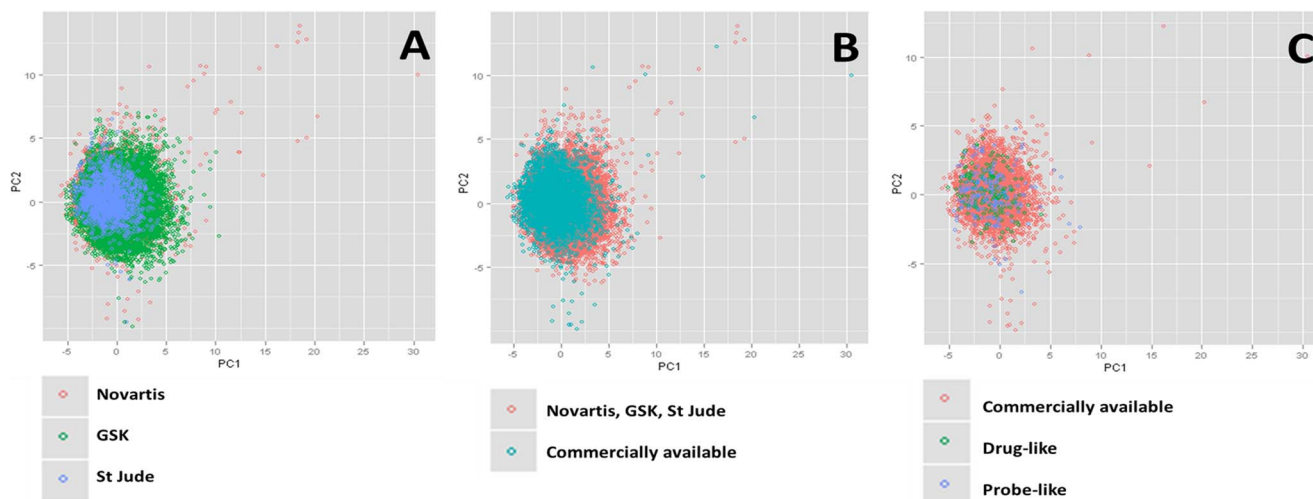 A
10
5
0
-5
PC2
-5
0
5
10
15
20
25
30
PC1
Novartis
GSK
St Jude
B
10
5
0
-5
PC2
-5
0
5
10
15
20
25
30
PC1
Novartis, GSK, St Jude
Commercially available
C
10
5
0
-5
PC2
-5
0
5
10
15
20
25
30
PC1
Commercially available
Drug-like
Probe-like